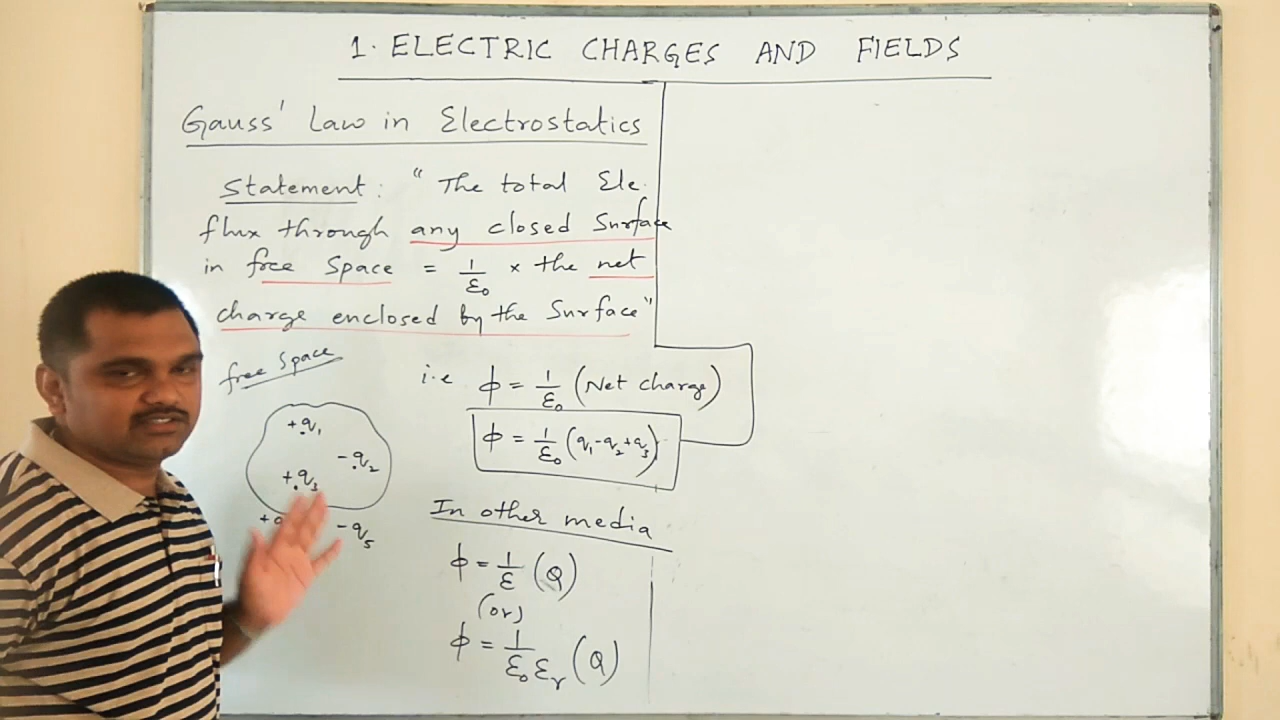 1. ELECTRIC CHARGES AND FIELDS
Gauss' Law in Electrostatics
Statement: "The total Ele.
flux through any closed Surface
in free Space = 1/ε₀ × the net
charge enclosed by the Surface"
free Space
+q₁
-q₂
+q₃
-q₅
i.e ϕ = 1/ε₀ (Net charge)
ϕ = 1/ε₀ (q₁-q₂+q₃)
In other media
ϕ = 1/ε (Q)
(or)
ϕ = 1/ε₀εᵣ (Q)